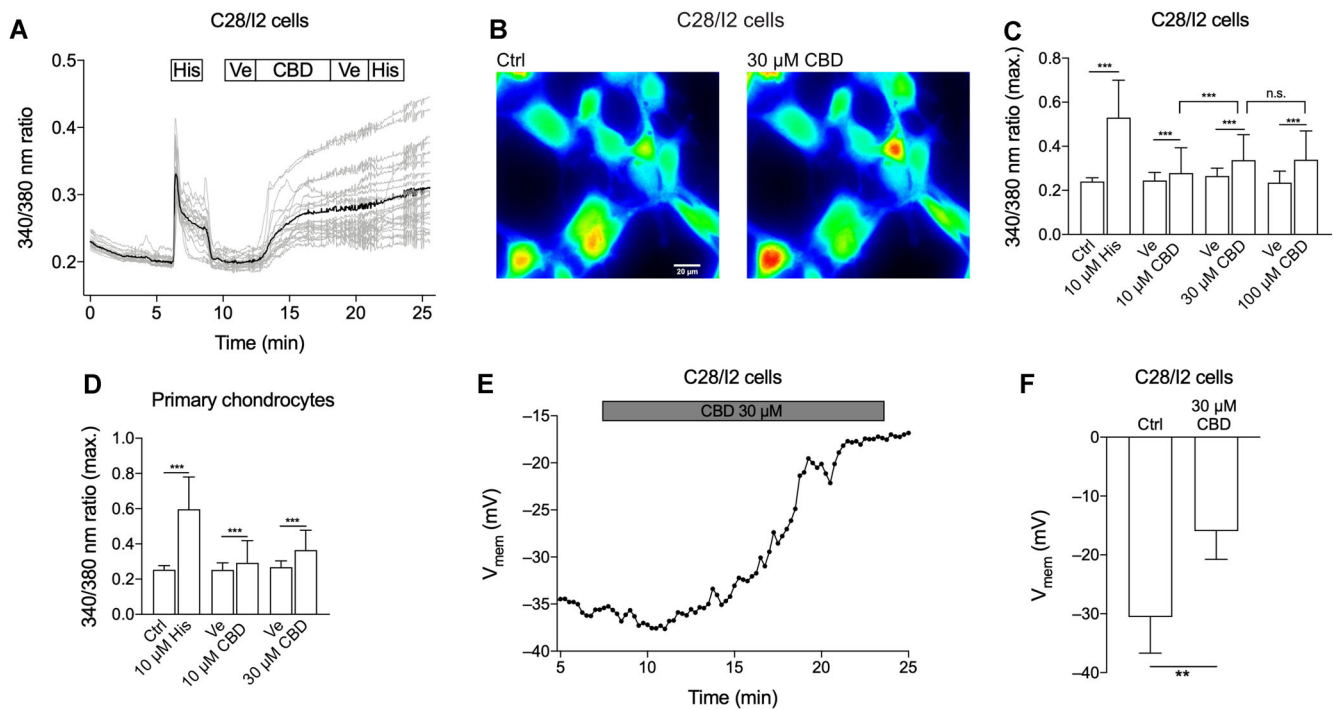 A
C28/I2 cells
His
Ve
CBD
Ve
His
340/380 nm ratio
0.5
0.4
0.3
0.2
0
5
10
15
20
25
Time (min)
B
C28/I2 cells
Ctrl
30 µM CBD
20 µm
C
C28/I2 cells
340/380 nm ratio (max.)
0.8
0.6
0.4
0.2
0.0
***
***
***
***
n.s.
***
Ctrl
10 µM His
Ve
10 µM CBD
Ve
30 µM CBD
Ve
100 µM CBD
D
Primary chondrocytes
340/380 nm ratio (max.)
1.0
0.8
0.6
0.4
0.2
0.0
***
***
***
Ctrl
10 µM His
Ve
10 µM CBD
Ve
30 µM CBD
E
C28/I2 cells
CBD 30 µM
Vmem (mV)
–15
–20
–25
–30
–35
–40
5
10
15
20
25
Time (min)
F
C28/I2 cells
Ctrl
30 µM
CBD
Vmem (mV)
0
–10
–20
–30
–40
**